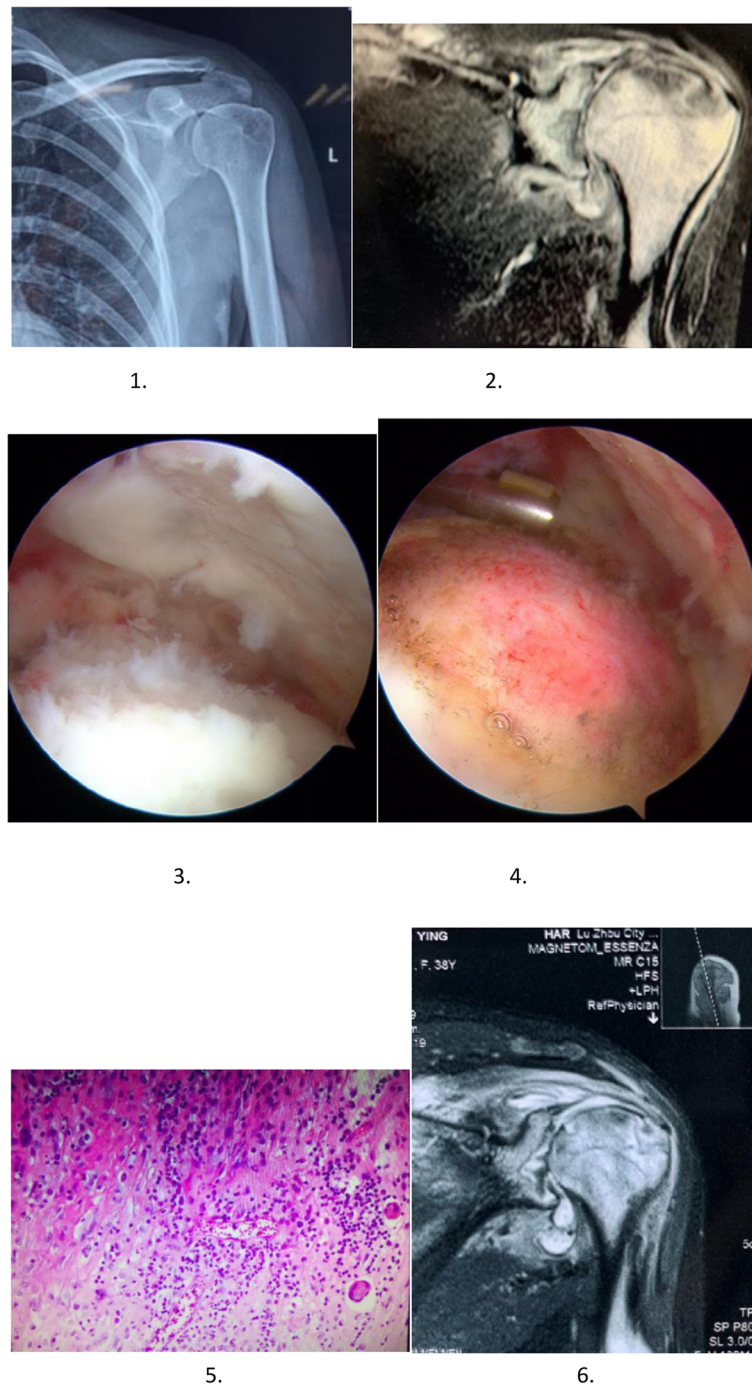 L
1.
2.
3.
4.
YING
. F. 38Y
19
HAR Lu Zhou City ...
MAGNETOM_ESSENZA
MR C15
HFS
+LPH
RefPhysician
SP P80
SL 3.0/0
5.
6.